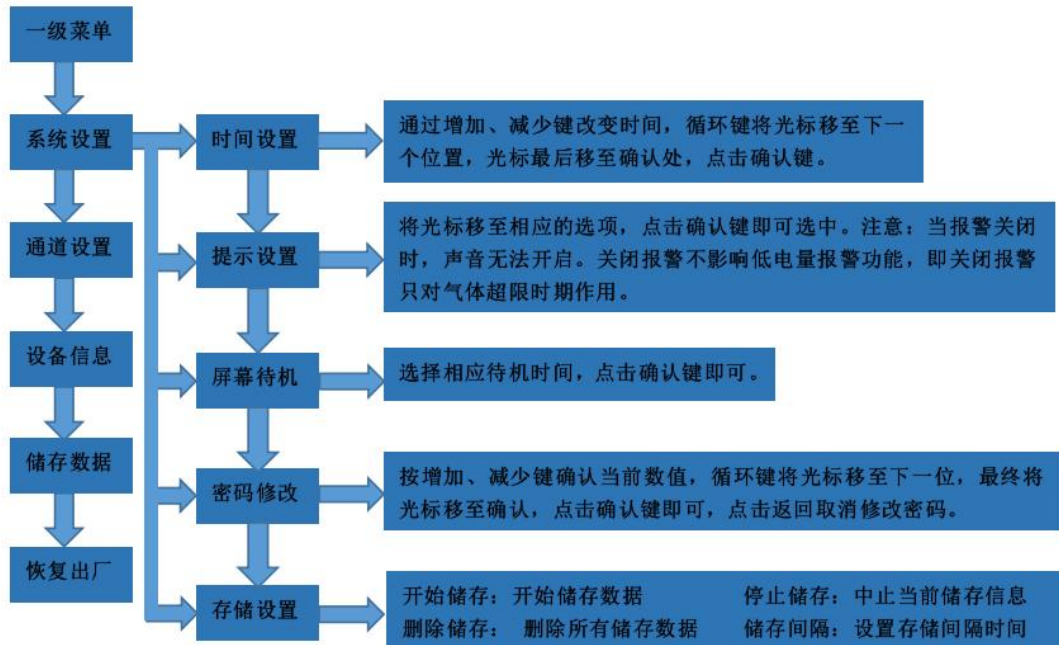 一级菜单
系统设置
时间设置
通过增加、减少键改变时间，循环键将光标移至下一
个位置，光标最后移至确认处，点击确认键。
通道设置
提示设置
将光标移至相应的选项，点击确认键即可选中。注意：当报警关闭
时，声音无法开启。关闭报警不影响低电量报警功能，即关闭报警
只对气体超限时期作用。
设备信息
屏幕待机
选择相应待机时间，点击确认键即可。
储存数据
密码修改
按增加、减少键确认当前数值，循环键将光标移至下一位，最终将
光标移至确认，点击确认键即可，点击返回取消修改密码。
恢复出厂
存储设置
开始储存：开始储存数据 停止储存：中止当前储存信息
删除储存： 删除所有储存数据 储存间隔：设置存储间隔时间